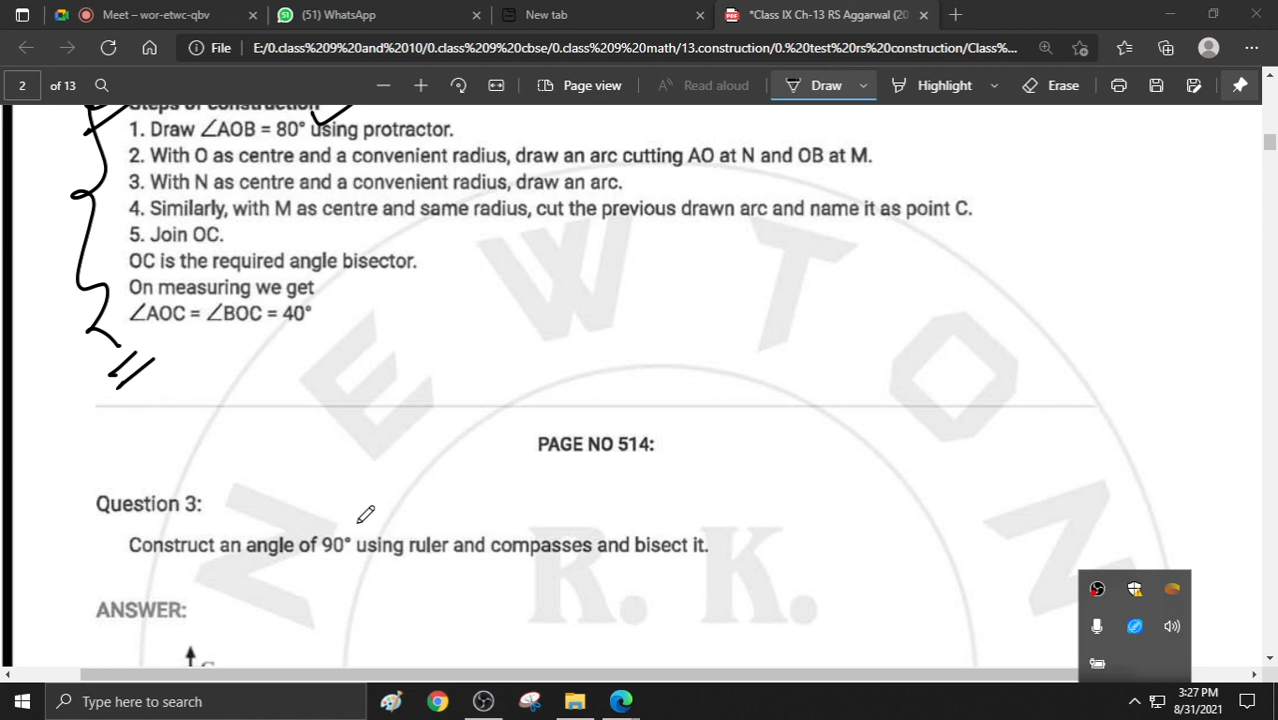 Meet – wor-etwc-qbv
(51) WhatsApp
New tab
*Class IX Ch-13 RS Aggarwal (20
File
E:/0.class%209%20and%2010/0.class%209%20cbse/0.class%209%20math/13.construction/0.%20test%20rs%20construction/Class%...
2 of 13
Page view
Read aloud
Draw
Highlight
Erase
Steps of construction
1. Draw ∠AOB = 80° using protractor.
2. With O as centre and a convenient radius, draw an arc cutting AO at N and OB at M.
3. With N as centre and a convenient radius, draw an arc.
4. Similarly, with M as centre and same radius, cut the previous drawn arc and name it as point C.
5. Join OC.
OC is the required angle bisector.
On measuring we get
∠AOC = ∠BOC = 40°
NEWTON
PAGE NO 514:
Question 3:
Construct an angle of 90° using ruler and compasses and bisect it.
R. K.
ANSWER:
Type here to search
3:27 PM
8/31/2021